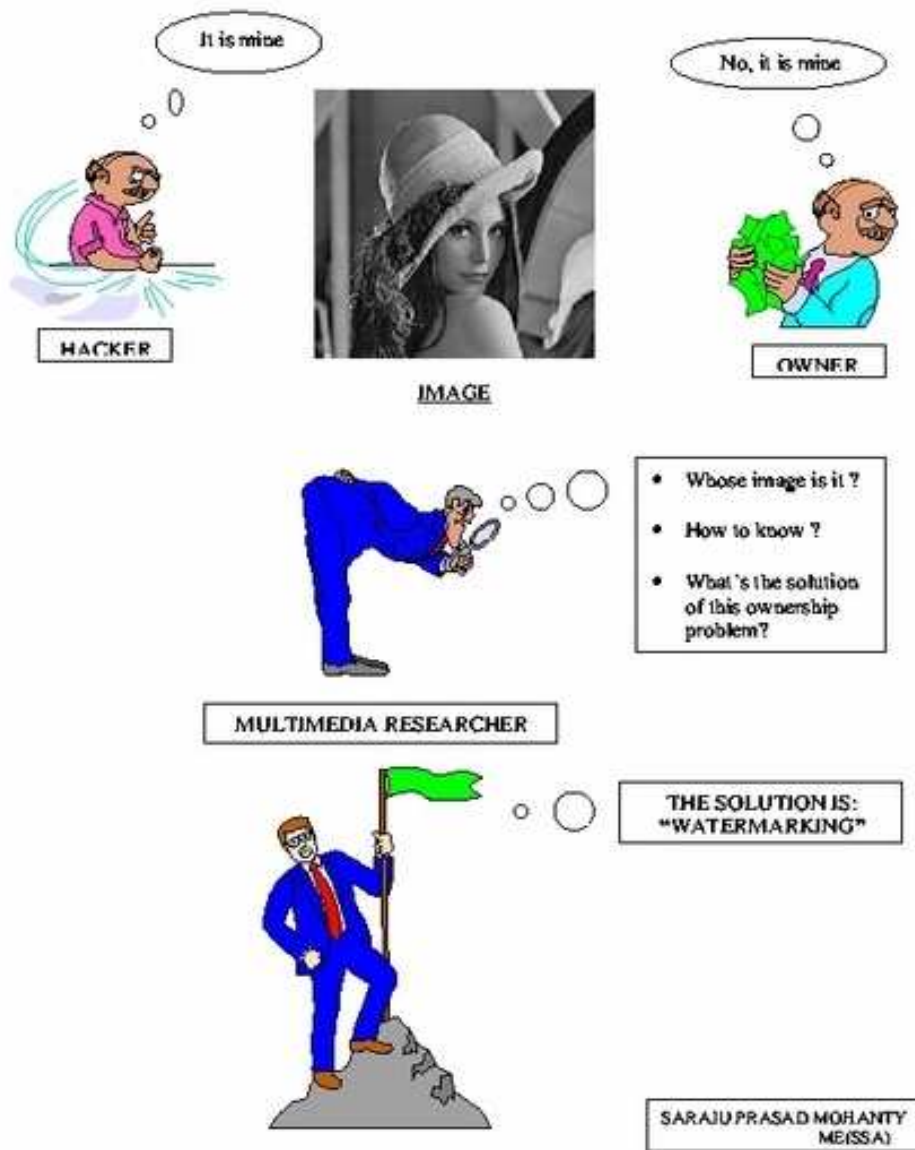 It is mine
No, it is mine
HACKER
OWNER
IMAGE
• Whose image is it ?
• How to know ?
• What's the solution
of this ownership
problem?
MULTIMEDIA RESEARCHER
THE SOLUTION IS:
“WATERMARKING”
SARAJU PRASAD MOHANTY
ME(SSA)